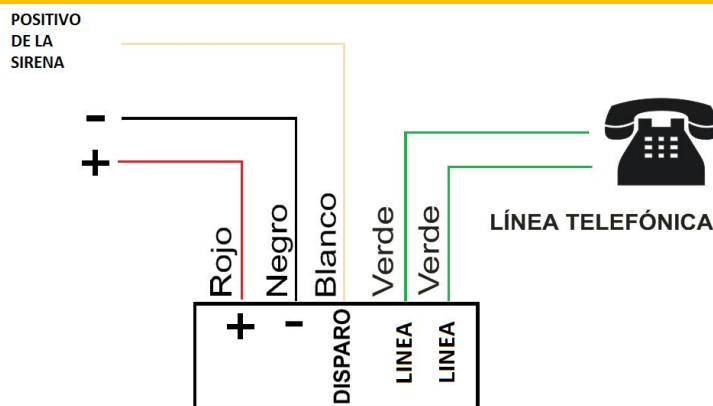 POSITIVO
DE LA
SIRENA
-
+
Rojo
Negro
Blanco
Verde
Verde
LÍNEA TELEFÓNICA
+
-
DISPARO
LINEA
LINEA